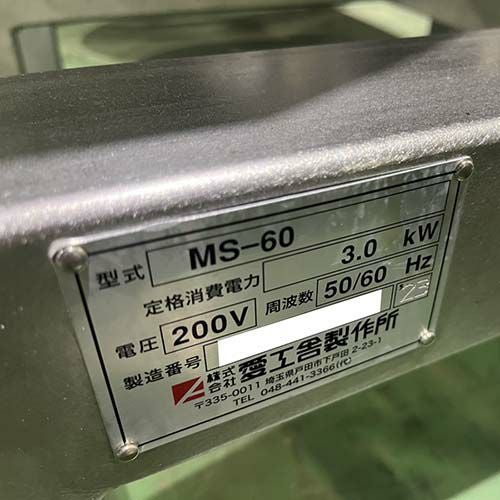 型式 MS-60
定格消費電力 3.0 kW
電圧 200V 周波数 50/60 Hz
製造番号
株式会社 愛工舎製作所
〒335-0011 埼玉県戸田市下戸田 2-23-1
TEL 048-441-3366(代)